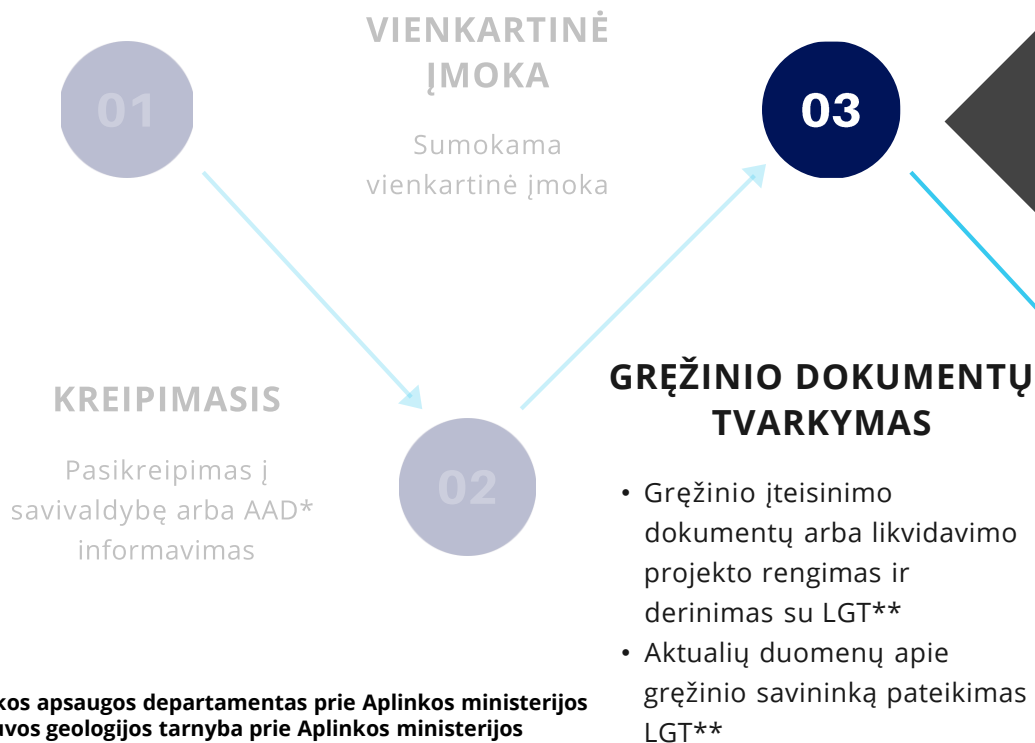 01
KREIPIMASIS
Pasikreipimas į
savivaldybę arba AAD*
informavimas
VIENKARTINĖ
ĮMOKA
Sumokama
vienkartinė įmoka
02
03
GRĘŽINIO DOKUMENTŲ
TVARKYMAS
• Gręžinio įteisinimo
dokumentų arba likvidavimo
projekto rengimas ir
derinimas su LGT**
• Aktualių duomenų apie
gręžinio savininką pateikimas
LGT**
kos apsaugos departamentas prie Aplinkos ministerijos
uvos geologijos tarnyba prie Aplinkos ministerijos